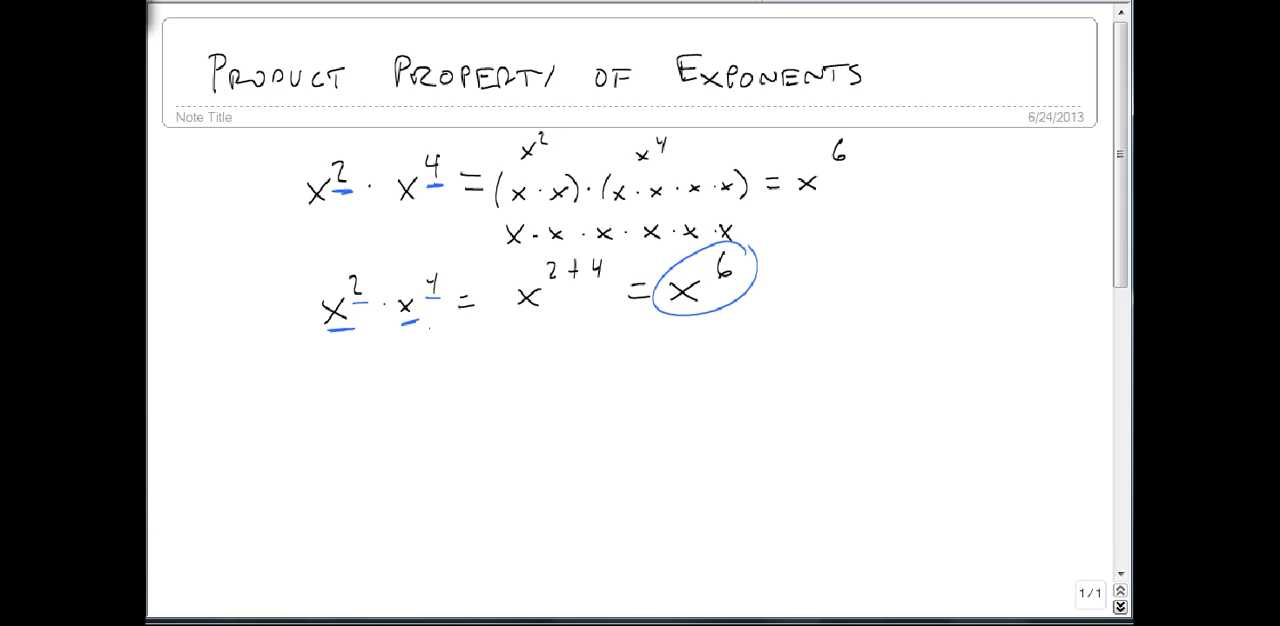 PRODUCT PROPERTY OF EXPONENTS
Note Title
6/24/2013
x² x⁴
x² · x⁴ = (x · x) · (x · x · x · x) = x⁶
x · x · x · x · x · x
x² · x⁴ = x²⁺⁴ = x⁶
1/1